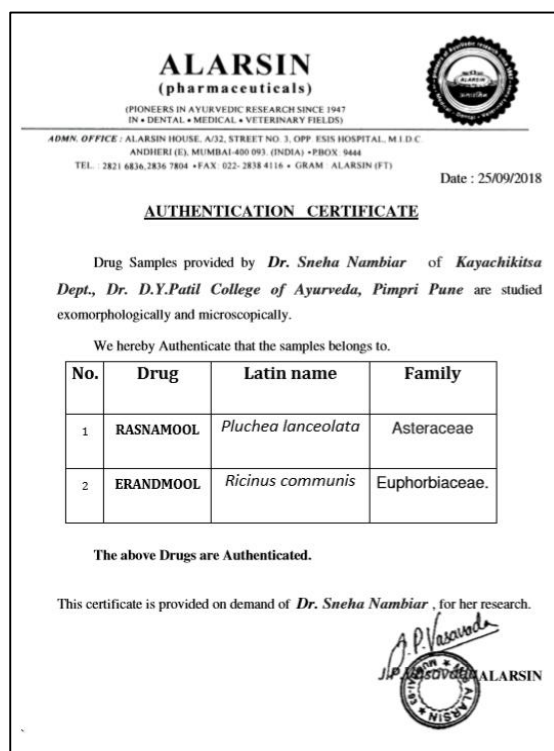 ALARSIN
(pharmaceuticals)
(PIONEERS IN AYURVEDIC RESEARCH SINCE 1947
IN • DENTAL • MEDICAL • VETERINARY FIELDS)
ADMN. OFFICE : ALARSIN HOUSE, A/32, STREET NO. 3, OPP. ESIS HOSPITAL, M.I.D.C.
ANDHERI (E), MUMBAI-400 093. (INDIA) •P.BOX : 9444
TEL. : 2821 6836, 2836 7804 •FAX : 022- 2838 4116 • GRAM : ALARSIN (FT)
Date : 25/09/2018
AUTHENTICATION CERTIFICATE
Drug Samples provided by Dr. Sneha Nambiar of Kayachikitsa
Dept., Dr. D.Y.Patil College of Ayurveda, Pimpri Pune are studied
exomorphologically and microscopically.
We hereby Authenticate that the samples belongs to.
No. Drug Latin name Family
1 RASNAMOOL Pluchea lanceolata Asteraceae
2 ERANDMOOL Ricinus communis Euphorbiaceae.
The above Drugs are Authenticated.
This certificate is provided on demand of Dr. Sneha Nambiar , for her research.
J.P.Vasavada
J.P.Vasavada ALARSIN
ALARSIN